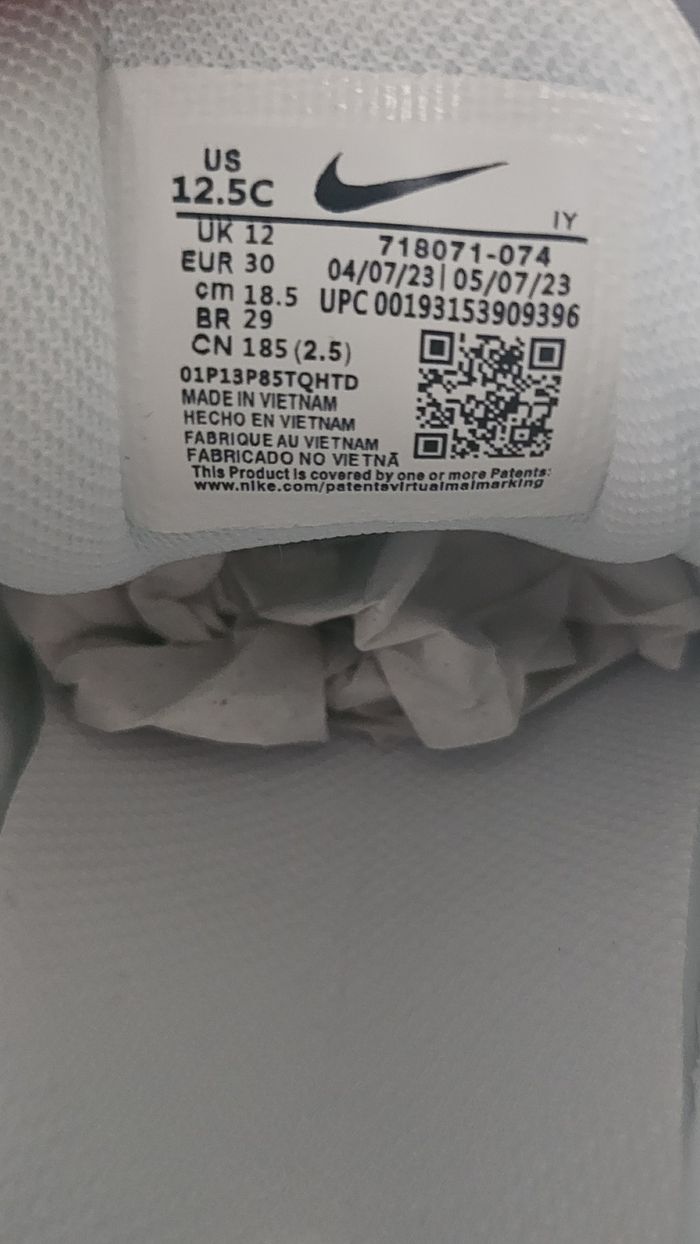 US
12.5C
IY
UK 12
EUR 30
cm 18.5
BR 29
CN 185 (2.5)
718071-074
04/07/23 | 05/07/23
UPC 00193153909396
01P13P85TQHTD
MADE IN VIETNAM
HECHO EN VIETNAM
FABRIQUE AU VIETNAM
FABRICADO NO VIETNÃ
This Product is covered by one or more Patents:
www.nike.com/patentsvirtualmalmarking